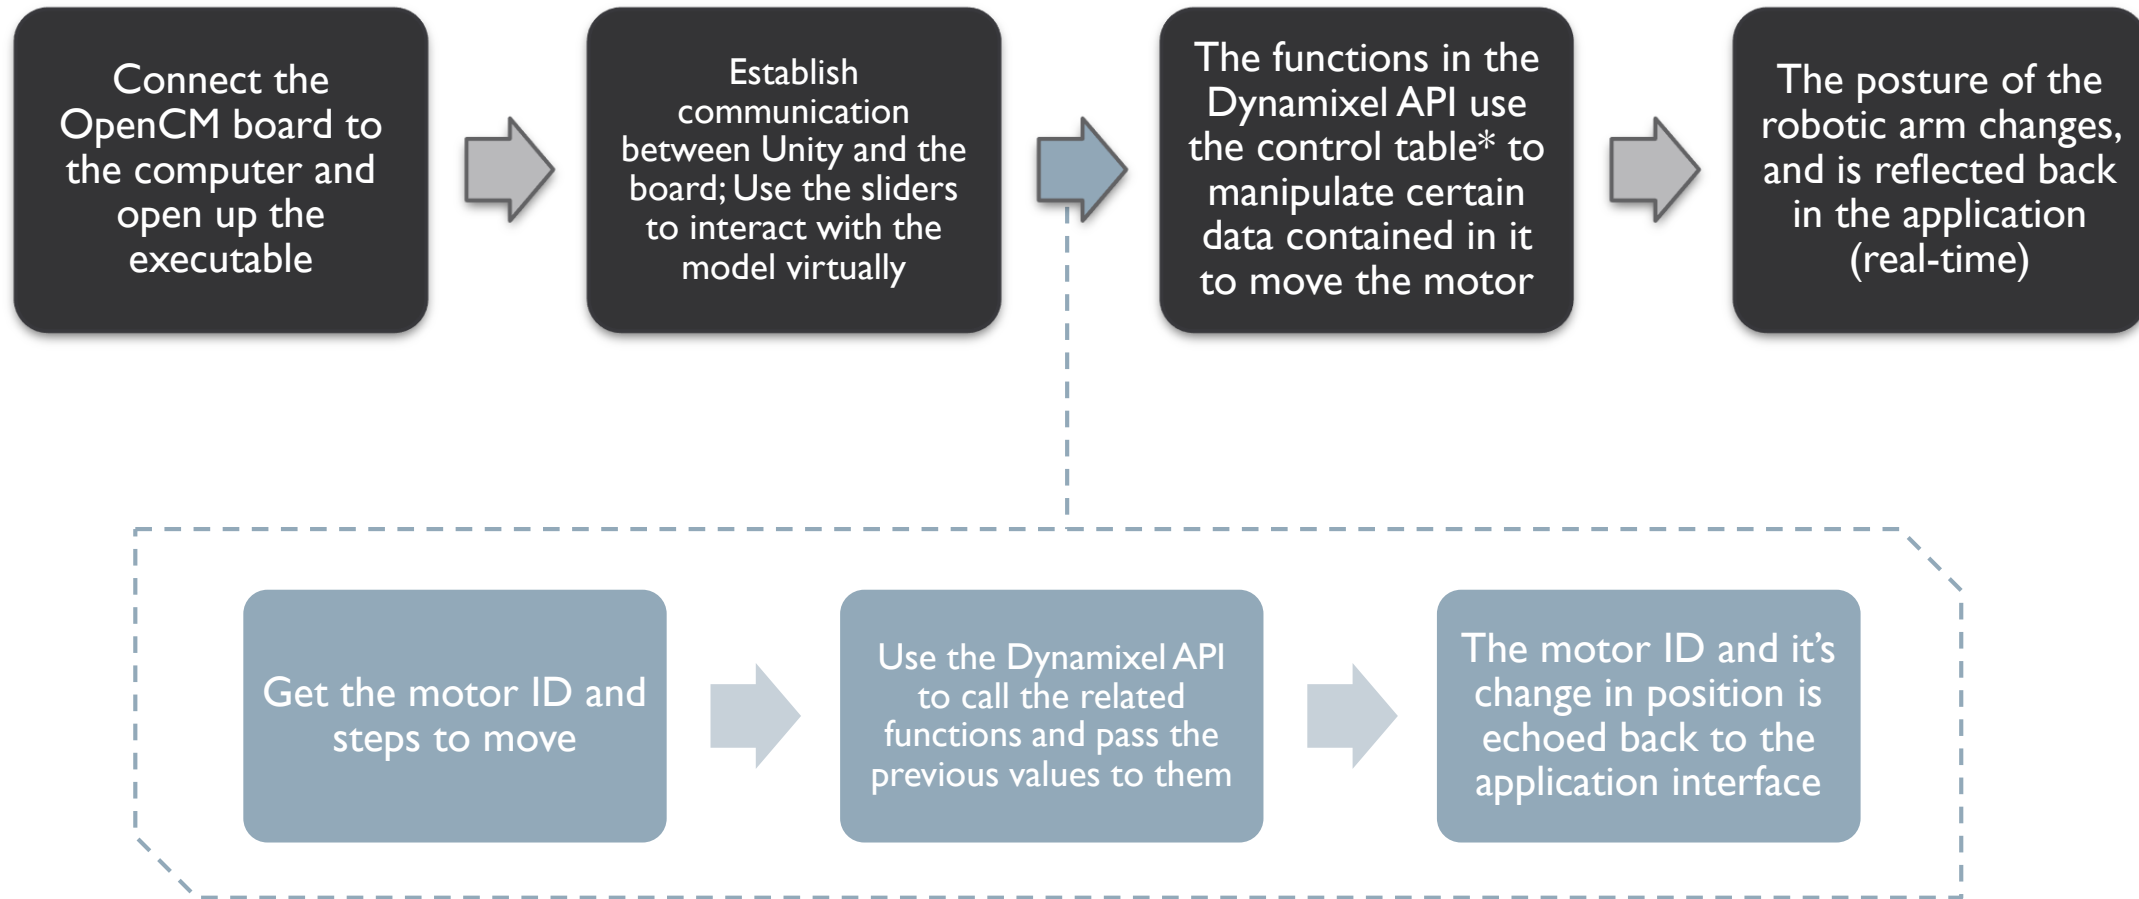 Connect the
OpenCM board to
the computer and
open up the
executable
Establish
communication
between Unity and the
board; Use the sliders
to interact with the
model virtually
The functions in the
Dynamixel API use
the control table* to
manipulate certain
data contained in it
to move the motor
The posture of the
robotic arm changes,
and is reflected back
in the application
(real-time)
Get the motor ID and
steps to move
Use the Dynamixel API
to call the related
functions and pass the
previous values to them
The motor ID and it’s
change in position is
echoed back to the
application interface